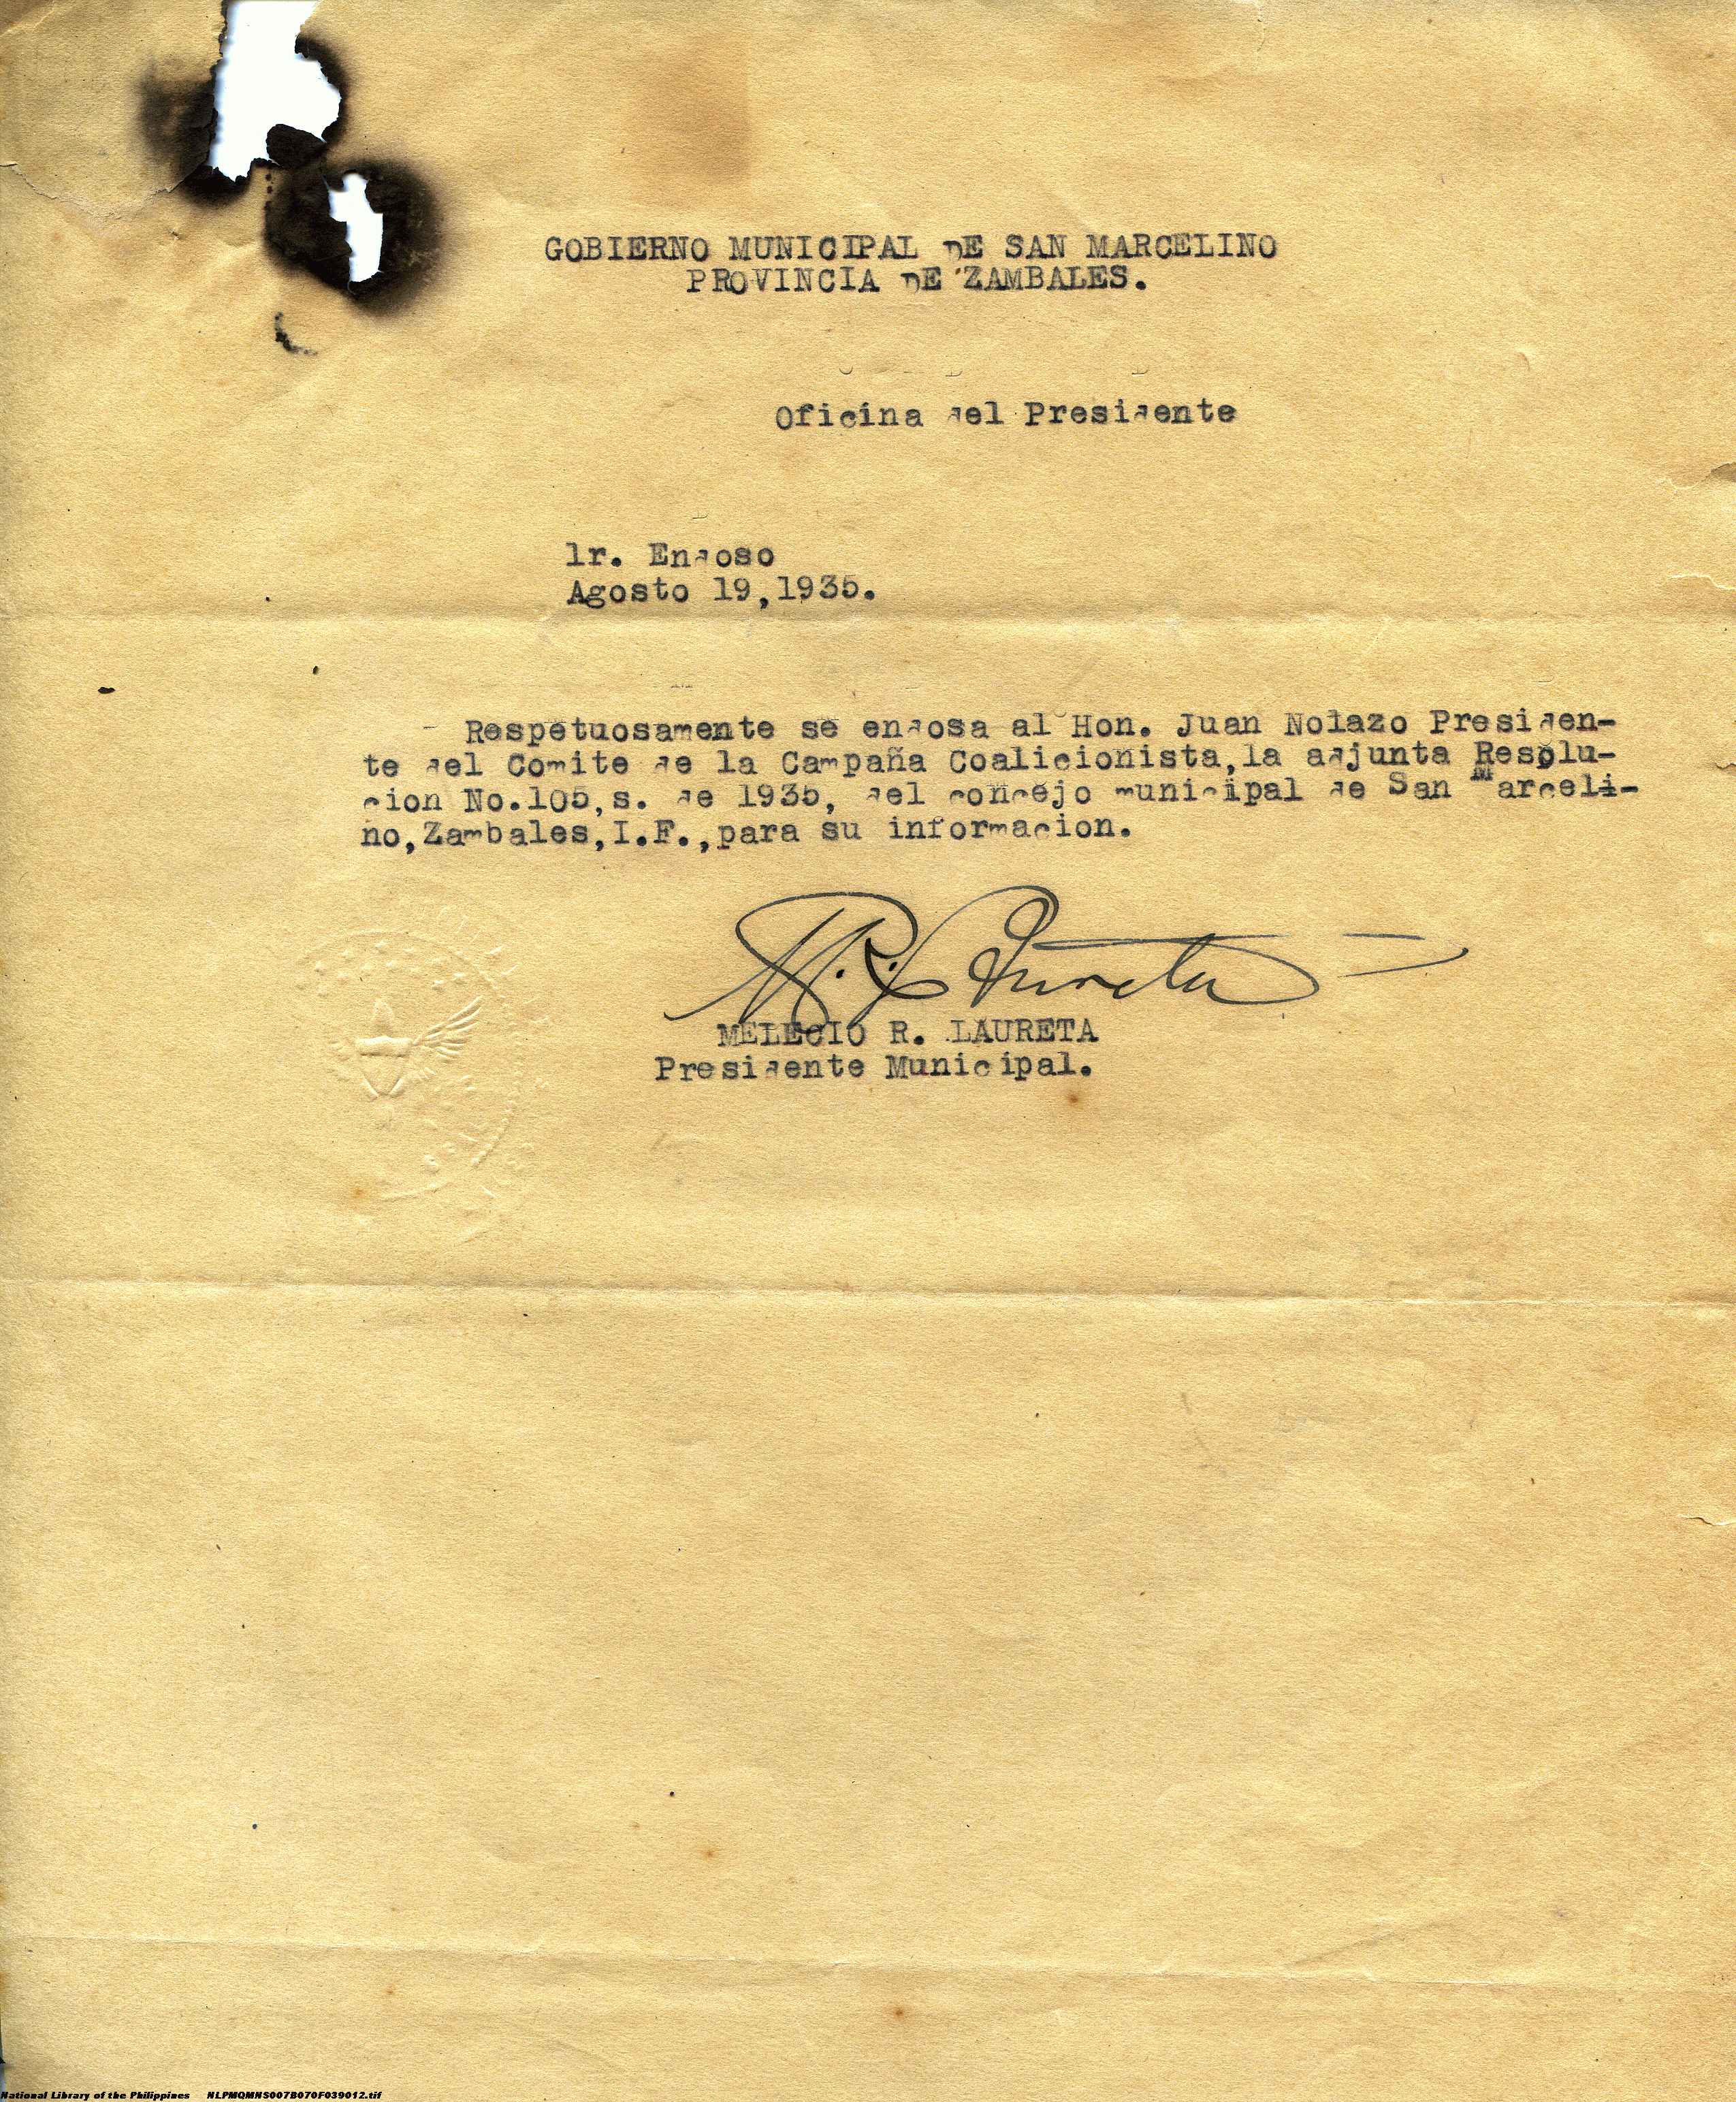 GOBIERNO MUNICIPAL DE SAN MARCELINO
PROVINCIA DE ZAMBALES.
Oficina del Presidente
1r. Endoso
Agosto 19,1935.
Respetuosamente se endosa al Hon. Juan Nolazo Presiden-
te del Comite de la Campaña Coalicionista,la adjunta Resolu-
cion No.105,s. de 1935, del concejo municipal de San Marceli-
no,Zambales,I.F.,para su informacion.
M.R. Laureta
MELECIO R. LAURETA
Presidente Municipal.
National Library of the Philippines NLPMQMNS007B070F039012.tif